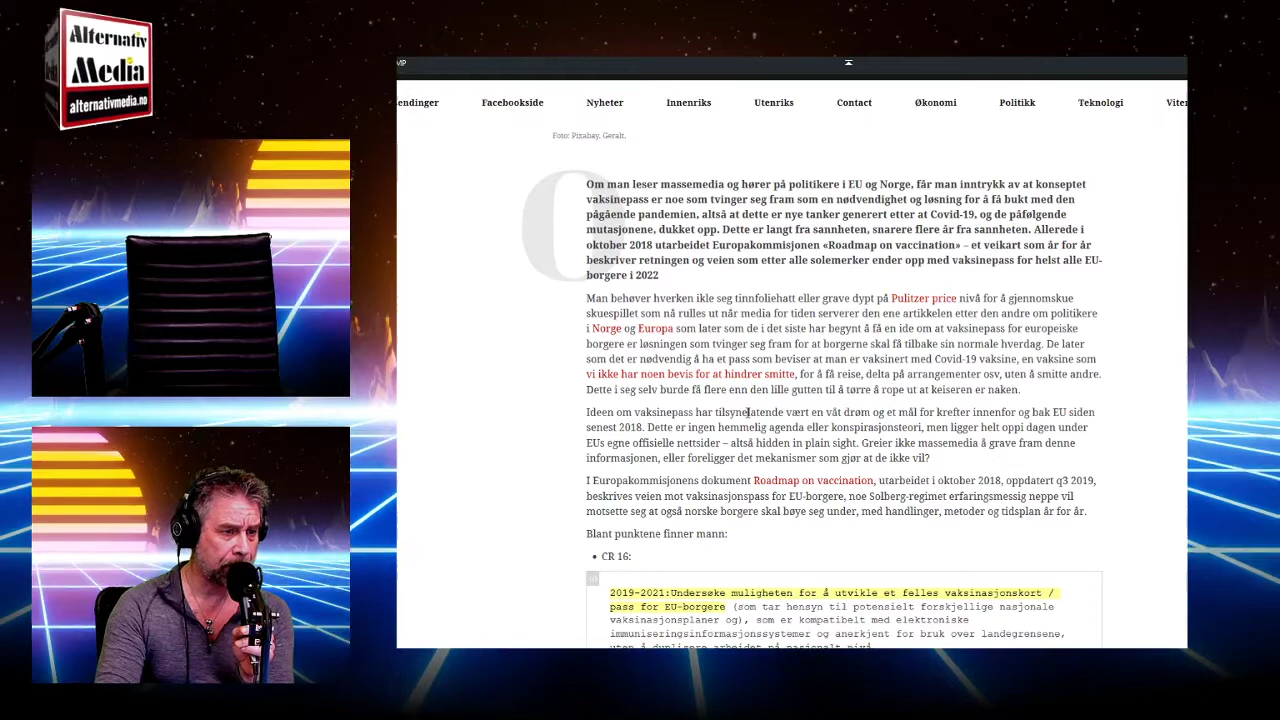 Alternativ
Media
alternativmedia.no
VIP
endinger Facebookside Nyheter Innenriks Utenriks Contact Økonomi Politikk Teknologi Viten
Foto: Pixabay. Geralt.
O
Om man leser massemedia og hører på politikere i EU og Norge, får man inntrykk av at konseptet
vaksinepass er noe som tvinger seg fram som en nødvendighet og løsning for å få bukt med den
pågående pandemien, altså at dette er nye tanker generert etter at Covid-19, og de påfølgende
mutasjonene, dukket opp. Dette er langt fra sannheten, snarere flere år fra sannheten. Allerede i
oktober 2018 utarbeidet Europakommisjonen «Roadmap on vaccination» – et veikart som år for år
beskriver retningen og veien som etter alle solemerker ender opp med vaksinepass for helst alle EU-
borgere i 2022
Man behøver hverken ikle seg tinnfoliehatt eller grave dypt på Pulitzer price nivå for å gjennomskue
skuespillet som nå rulles ut når media for tiden serverer den ene artikkelen etter den andre om politikere
i Norge og Europa som later som de i det siste har begynt å få en ide om at vaksinepass for europeiske
borgere er løsningen som tvinger seg fram for at borgerne skal få tilbake sin normale hverdag. De later
som det er nødvendig å ha et pass som beviser at man er vaksinert med Covid-19 vaksine, en vaksine som
vi ikke har noen bevis for at hindrer smitte, for å få reise, delta på arrangementer osv, uten å smitte andre.
Dette i seg selv burde få flere enn den lille gutten til å tørre å rope ut at keiseren er naken.
Ideen om vaksinepass har tilsynelatende vært en våt drøm og et mål for krefter innenfor og bak EU siden
senest 2018. Dette er ingen hemmelig agenda eller konspirasjonsteori, men ligger helt oppi dagen under
EUs egne offisielle nettsider – altså hidden in plain sight. Greier ikke massemedia å grave fram denne
informasjonen, eller foreligger det mekanismer som gjør at de ikke vil?
I Europakommisjonens dokument Roadmap on vaccination, utarbeidet i oktober 2018, oppdatert q3 2019,
beskrives veien mot vaksinasjonspass for EU-borgere, noe Solberg-regimet erfaringsmessig neppe vil
motsette seg at også norske borgere skal bøye seg under, med handlinger, metoder og tidsplan år for år.
Blant punktene finner mann:
• CR 16:
2019-2021:Undersøke muligheten for å utvikle et felles vaksinasjonskort /
pass for EU-borgere (som tar hensyn til potensielt forskjellige nasjonale
vaksinasjonsplaner og), som er kompatibelt med elektroniske
immuniseringsinformasjonssystemer og anerkjent for bruk over landegrensene,
uten å duplisere arbeidet på nasjonalt nivå